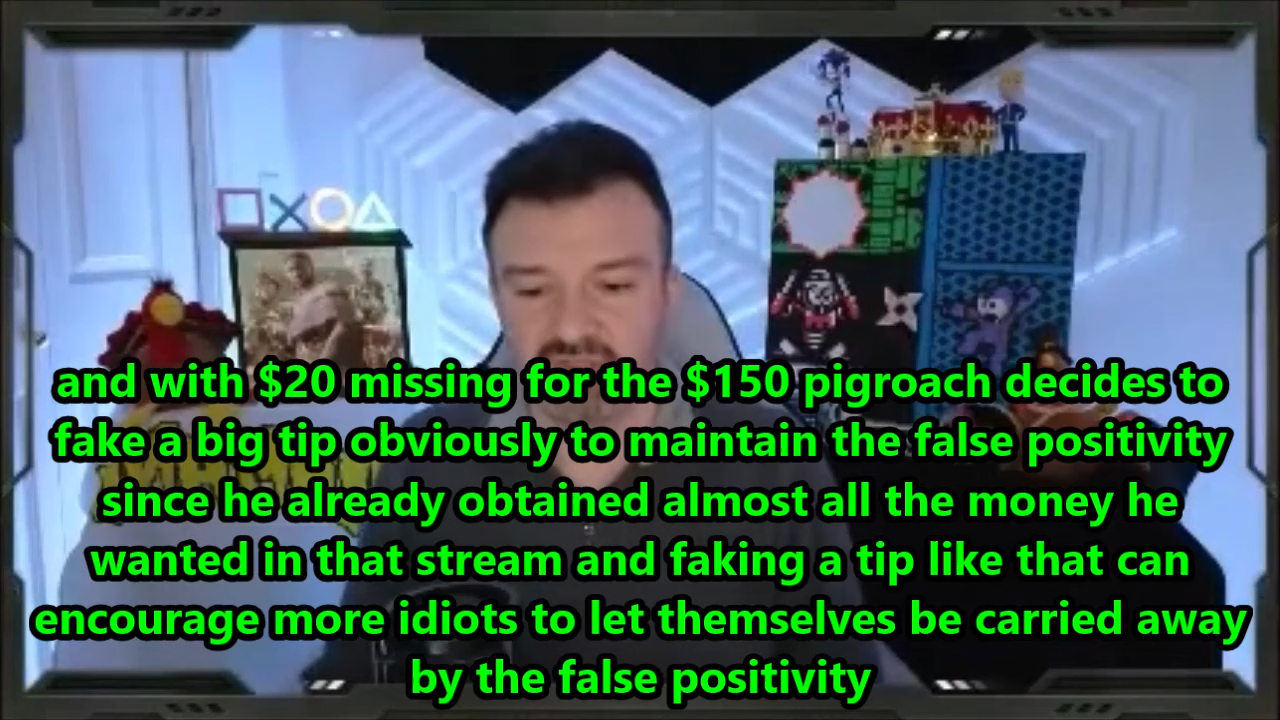 and with $20 missing for the $150 pigroach decides to
fake a big tip obviously to maintain the false positivity
since he already obtained almost all the money he
wanted in that stream and faking a tip like that can
encourage more idiots to let themselves be carried away
by the false positivity